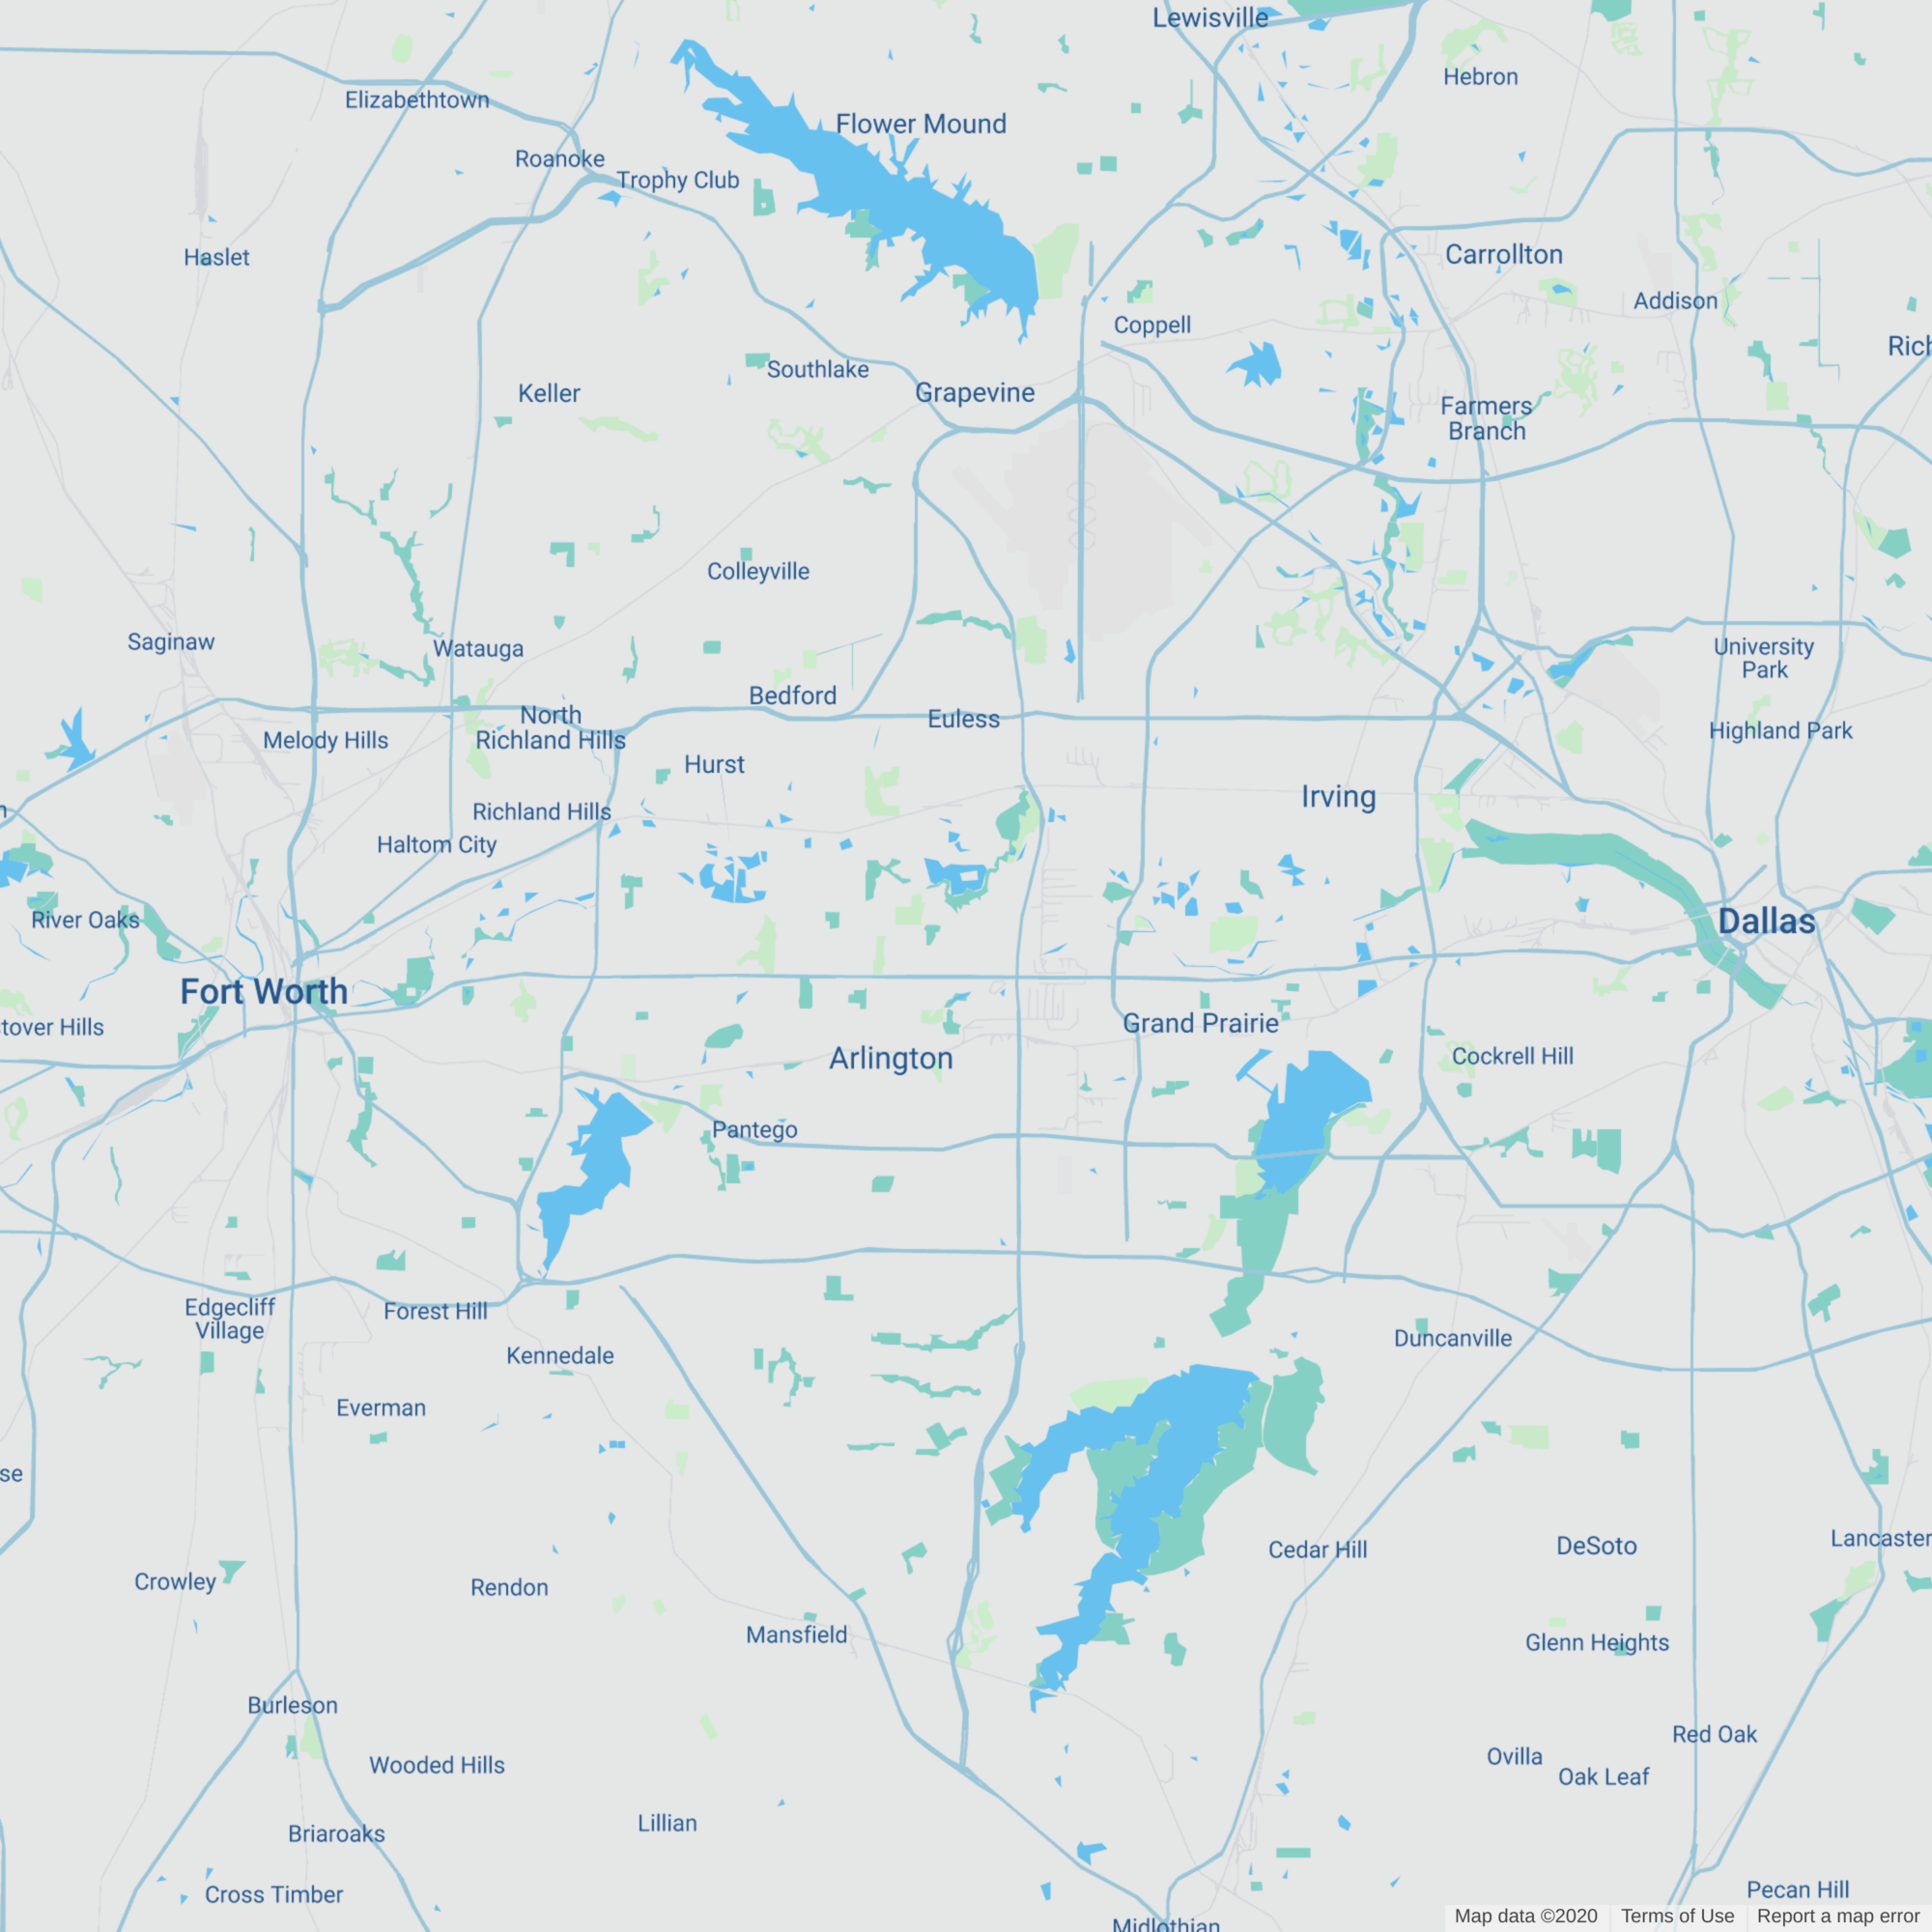 Lewisville
Hebron
Elizabethtown
Flower Mound
Roanoke
Trophy Club
Haslet
Carrollton
Addison
Coppell
Rich
Southlake
Keller
Grapevine
Farmers
Branch
Colleyville
Saginaw
Watauga
University
Park
Bedford
North
Richland Hills
Euless
Melody Hills
Highland Park
Hurst
Irving
Richland Hills
Haltom City
River Oaks
Dallas
Fort Worth
tover Hills
Grand Prairie
Arlington
Cockrell Hill
Pantego
Edgecliff
Village
Forest Hill
Duncanville
Kennedale
Everman
se
Lancaster
DeSoto
Cedar Hill
Crowley
Rendon
Mansfield
Glenn Heights
Burleson
Red Oak
Ovilla
Wooded Hills
Oak Leaf
Lillian
Briaroaks
Cross Timber
Pecan Hill
Midlothian
Map data ©2020 Terms of Use Report a map error